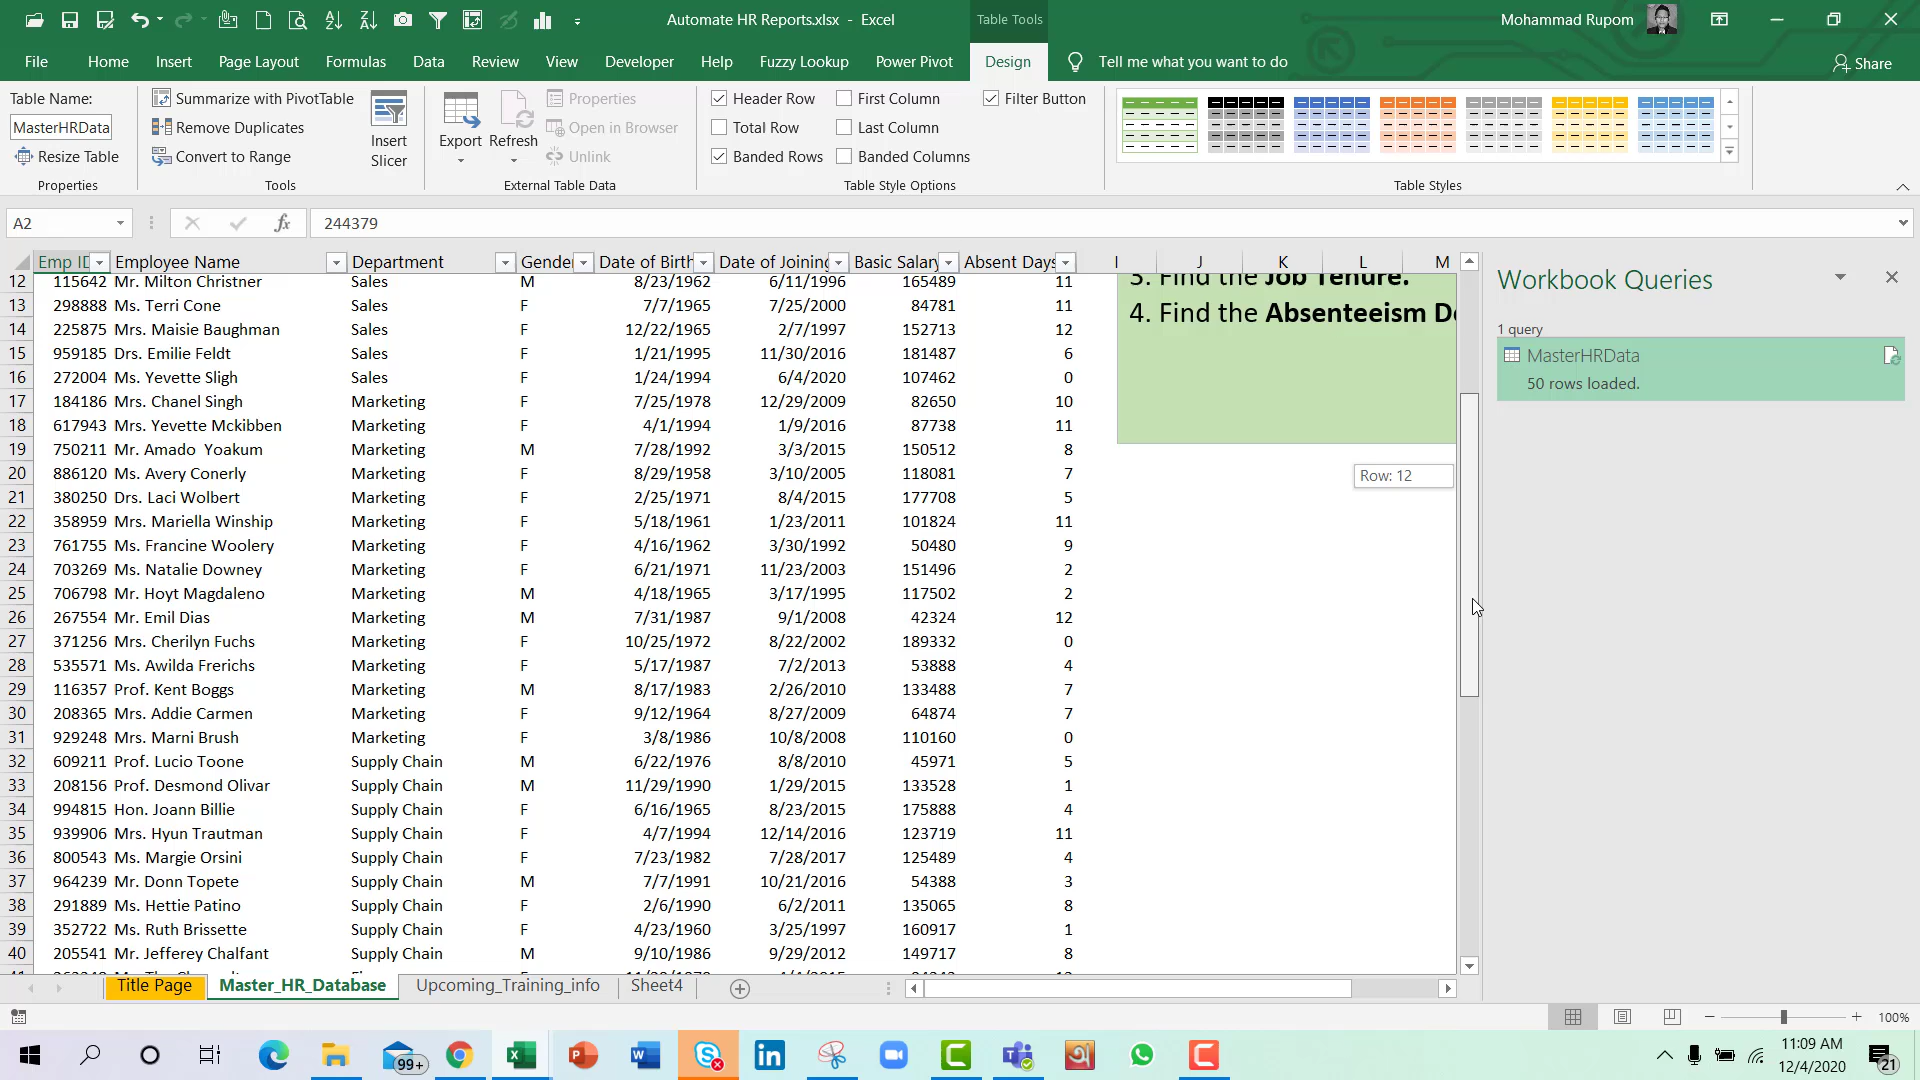 Automate HR Reports.xlsx - Excel
Table Tools
Mohammad Rupom
File Home Insert Page Layout Formulas Data Review View Developer Help Fuzzy Lookup Power Pivot Design Tell me what you want to do Share
Table Name:
MasterHRData
Resize Table
Properties
Summarize with PivotTable
Remove Duplicates
Convert to Range
Tools
Insert
Slicer
Export
Refresh
Properties
Open in Browser
Unlink
External Table Data
Header Row First Column Filter Button
Total Row Last Column
Banded Rows Banded Columns
Table Style Options
Table Styles
A2 fx 244379
Emp ID Employee Name Department Gende Date of Birth Date of Joining Basic Salary Absent Days I J K L M
12 115642 Mr. Milton Christner Sales M 8/23/1962 6/11/1996 165489 11
13 298888 Ms. Terri Cone Sales F 7/7/1965 7/25/2000 84781 11
14 225875 Mrs. Maisie Baughman Sales F 12/22/1965 2/7/1997 152713 12
15 959185 Drs. Emilie Feldt Sales F 1/21/1995 11/30/2016 181487 6
16 272004 Ms. Yevette Sligh Sales F 1/24/1994 6/4/2020 107462 0
17 184186 Mrs. Chanel Singh Marketing F 7/25/1978 12/29/2009 82650 10
18 617943 Mrs. Yevette Mckibben Marketing F 4/1/1994 1/9/2016 87738 11
19 750211 Mr. Amado Yoakum Marketing M 7/28/1992 3/3/2015 150512 8
20 886120 Ms. Avery Conerly Marketing F 8/29/1958 3/10/2005 118081 7
21 380250 Drs. Laci Wolbert Marketing F 2/25/1971 8/4/2015 177708 5
22 358959 Mrs. Mariella Winship Marketing F 5/18/1961 1/23/2011 101824 11
23 761755 Ms. Francine Woolery Marketing F 4/16/1962 3/30/1992 50480 9
24 703269 Ms. Natalie Downey Marketing F 6/21/1971 11/23/2003 151496 2
25 706798 Mr. Hoyt Magdaleno Marketing M 4/18/1965 3/17/1995 117502 2
26 267554 Mr. Emil Dias Marketing M 7/31/1987 9/1/2008 42324 12
27 371256 Mrs. Cherilyn Fuchs Marketing F 10/25/1972 8/22/2002 189332 0
28 535571 Ms. Awilda Frerichs Marketing F 5/17/1987 7/2/2013 53888 4
29 116357 Prof. Kent Boggs Marketing M 8/17/1983 2/26/2010 133488 7
30 208365 Mrs. Addie Carmen Marketing F 9/12/1964 8/27/2009 64874 7
31 929248 Mrs. Marni Brush Marketing F 3/8/1986 10/8/2008 110160 0
32 609211 Prof. Lucio Toone Supply Chain M 6/22/1976 8/8/2010 45971 5
33 208156 Prof. Desmond Olivar Supply Chain M 11/29/1990 1/29/2015 133528 1
34 994815 Hon. Joann Billie Supply Chain F 6/16/1965 8/23/2015 175888 4
35 939906 Mrs. Hyun Trautman Supply Chain F 4/7/1994 12/14/2016 123719 11
36 800543 Ms. Margie Orsini Supply Chain F 7/23/1982 7/28/2017 125489 4
37 964239 Mr. Donn Topete Supply Chain M 7/7/1991 10/21/2016 54388 3
38 291889 Ms. Hettie Patino Supply Chain F 2/6/1990 6/2/2011 135065 8
39 352722 Ms. Ruth Brissette Supply Chain F 4/23/1960 3/25/1997 160917 1
40 205541 Mr. Jefferey Chalfant Supply Chain M 9/10/1986 9/29/2012 149717 8
3. Find the Job Tenure.
4. Find the Absenteeism De
Row: 12
Workbook Queries
1 query
MasterHRData
50 rows loaded.
Title Page Master_HR_Database Upcoming_Training_info Sheet4
100%
99+
11:09 AM
12/4/2020
21